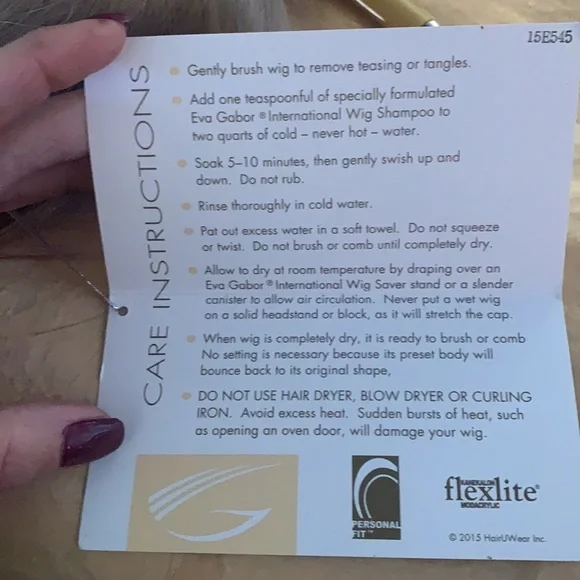 15E545
CARE INSTRUCTIONS
Gently brush wig to remove teasing or tangles.
Add one teaspoonful of specially formulated
Eva Gabor ® International Wig Shampoo to
two quarts of cold – never hot – water.
Soak 5–10 minutes, then gently swish up and
down. Do not rub.
Rinse thoroughly in cold water.
Pat out excess water in a soft towel. Do not squeeze
or twist. Do not brush or comb until completely dry.
Allow to dry at room temperature by draping over an
Eva Gabor ® International Wig Saver stand or a slender
canister to allow air circulation. Never put a wet wig
on a solid headstand or block, as it will stretch the cap.
When wig is completely dry, it is ready to brush or comb
No setting is necessary because its preset body will
bounce back to its original shape,
DO NOT USE HAIR DRYER, BLOW DRYER OR CURLING
IRON. Avoid excess heat. Sudden bursts of heat, such
as opening an oven door, will damage your wig.
PERSONAL
FIT ™
KANEKALON
flexlite®
MODACRYLIC
© 2015 HairUWear Inc.